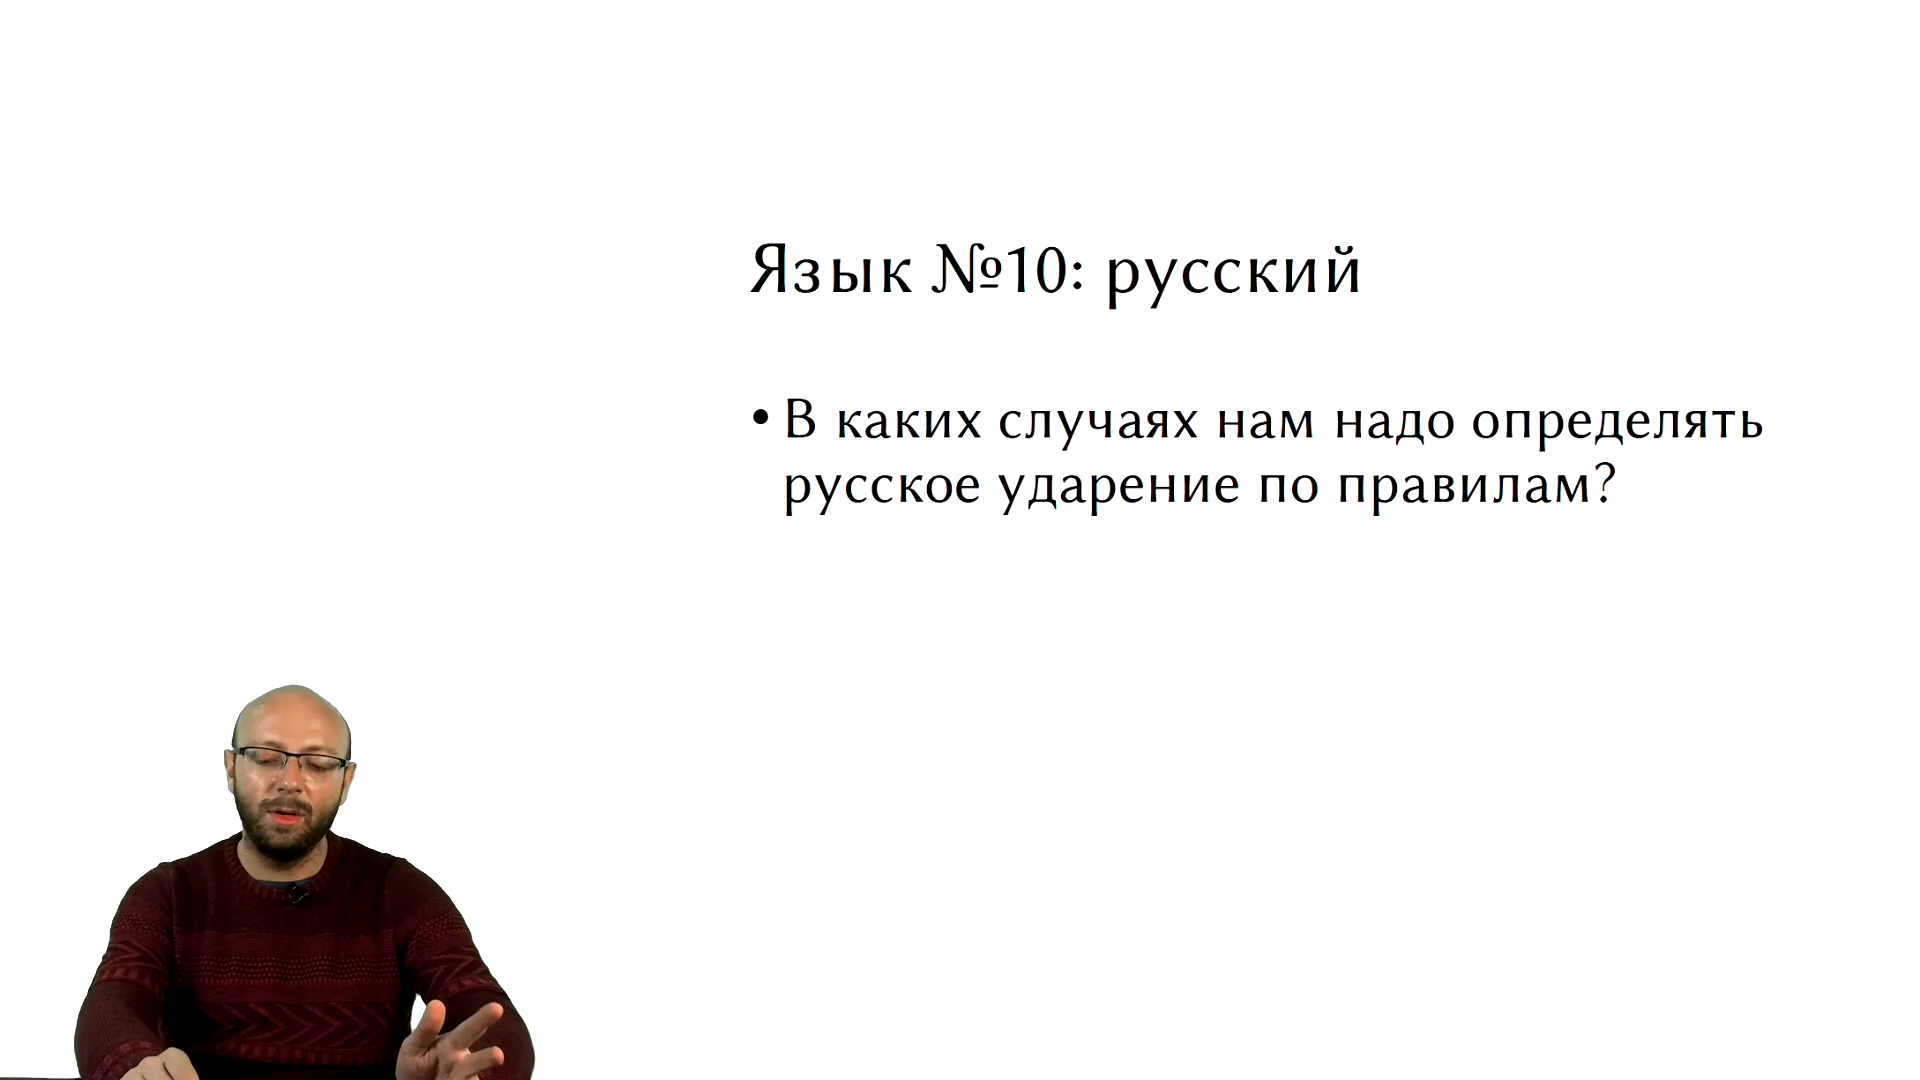 Язык №10: русский
• В каких случаях нам надо определять
русское ударение по правилам?